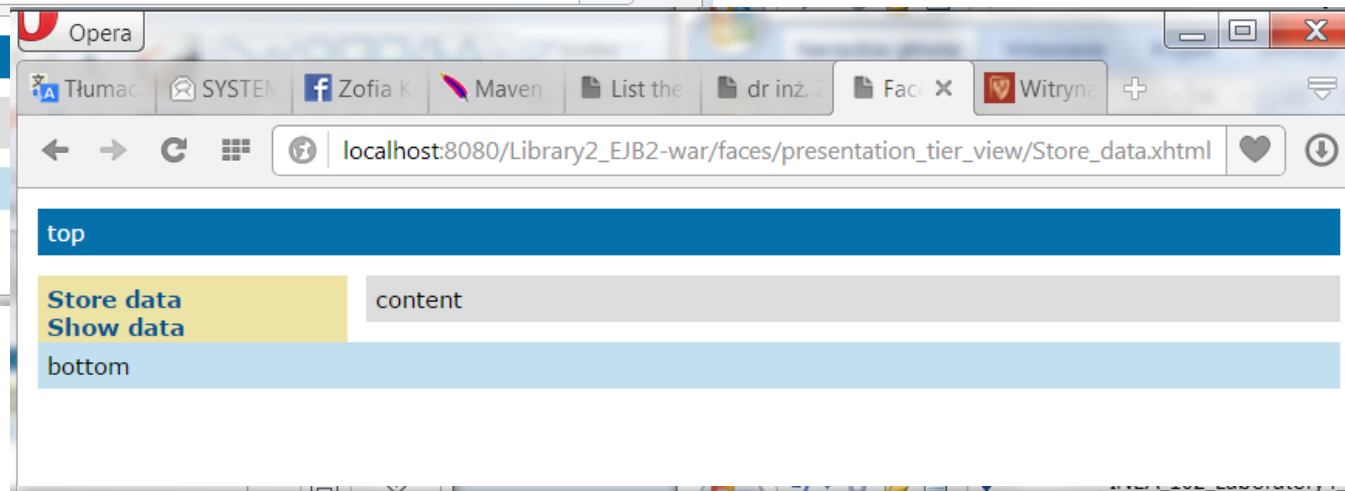 Opera
Tłumac SYSTEM Zofia K Maven List the dr inż. Fac Witryna
localhost:8080/Library2_EJB2-war/faces/presentation_tier_view/Store_data.xhtml
top
Store data
content
Show data
bottom